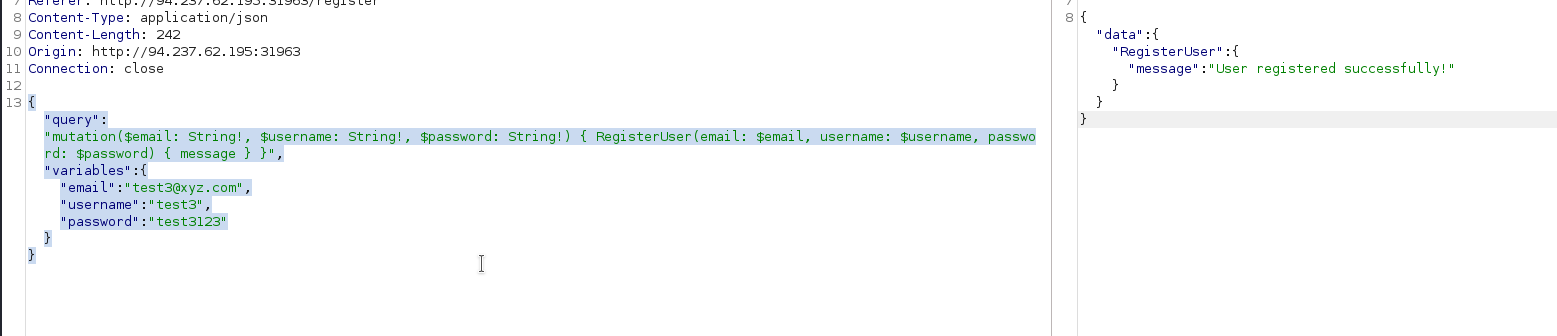 7 Referer: http://94.237.62.195:31963/register
8 Content-Type: application/json
9 Content-Length: 242
10 Origin: http://94.237.62.195:31963
11 Connection: close
12
13 {
"query":
"mutation($email: String!, $username: String!, $password: String!) { RegisterUser(email: $email, username: $username, passwo
rd: $password) { message } }",
"variables":{
"email":"test3@xyz.com",
"username":"test3",
"password":"test3123"
}
}
7
8 {
"data":{
"RegisterUser":{
"message":"User registered successfully!"
}
}
}